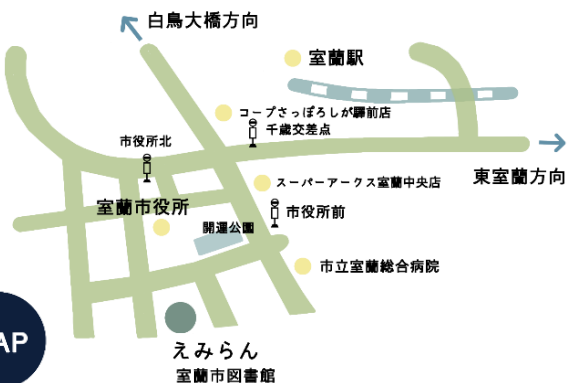 白鳥大橋方向
室蘭駅
コープさっぽろしが驛前店
千歳交差点
市役所北
東室蘭方向
スーパーアークス室蘭中央店
室蘭市役所
市役所前
開運公園
市立室蘭総合病院
AP
えみらん
室蘭市図書館